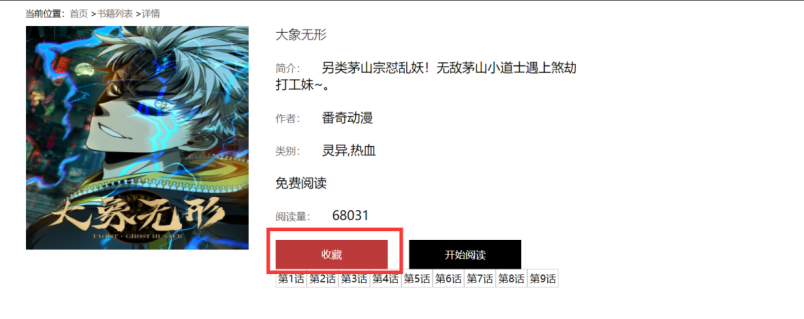 当前位置：首页 >书籍列表 >详情
大象无形
简介： 另类茅山宗怼乱妖！无敌茅山小道士遇上煞劫
打工妹~。
作者： 番奇动漫
类别： 灵异,热血
免费阅读
阅读量： 68031
收藏 开始阅读
第1话 第2话 第3话 第4话 第5话 第6话 第7话 第8话 第9话
大象无形
TAOIST · GHOST HUNTER